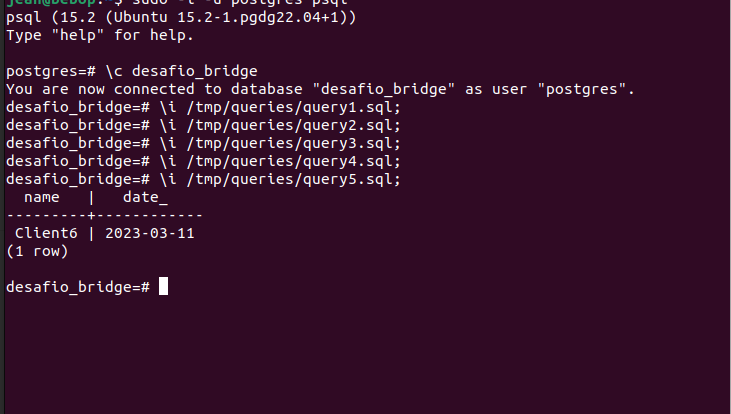 jean@bebop:~$ sudo -i -u postgres psql
psql (15.2 (Ubuntu 15.2-1.pgdg22.04+1))
Type "help" for help.
postgres=# \c desafio_bridge
You are now connected to database "desafio_bridge" as user "postgres".
desafio_bridge=# \i /tmp/queries/query1.sql;
desafio_bridge=# \i /tmp/queries/query2.sql;
desafio_bridge=# \i /tmp/queries/query3.sql;
desafio_bridge=# \i /tmp/queries/query4.sql;
desafio_bridge=# \i /tmp/queries/query5.sql;
  name   |   date_
---------+------------
 Client6 | 2023-03-11
(1 row)
desafio_bridge=#